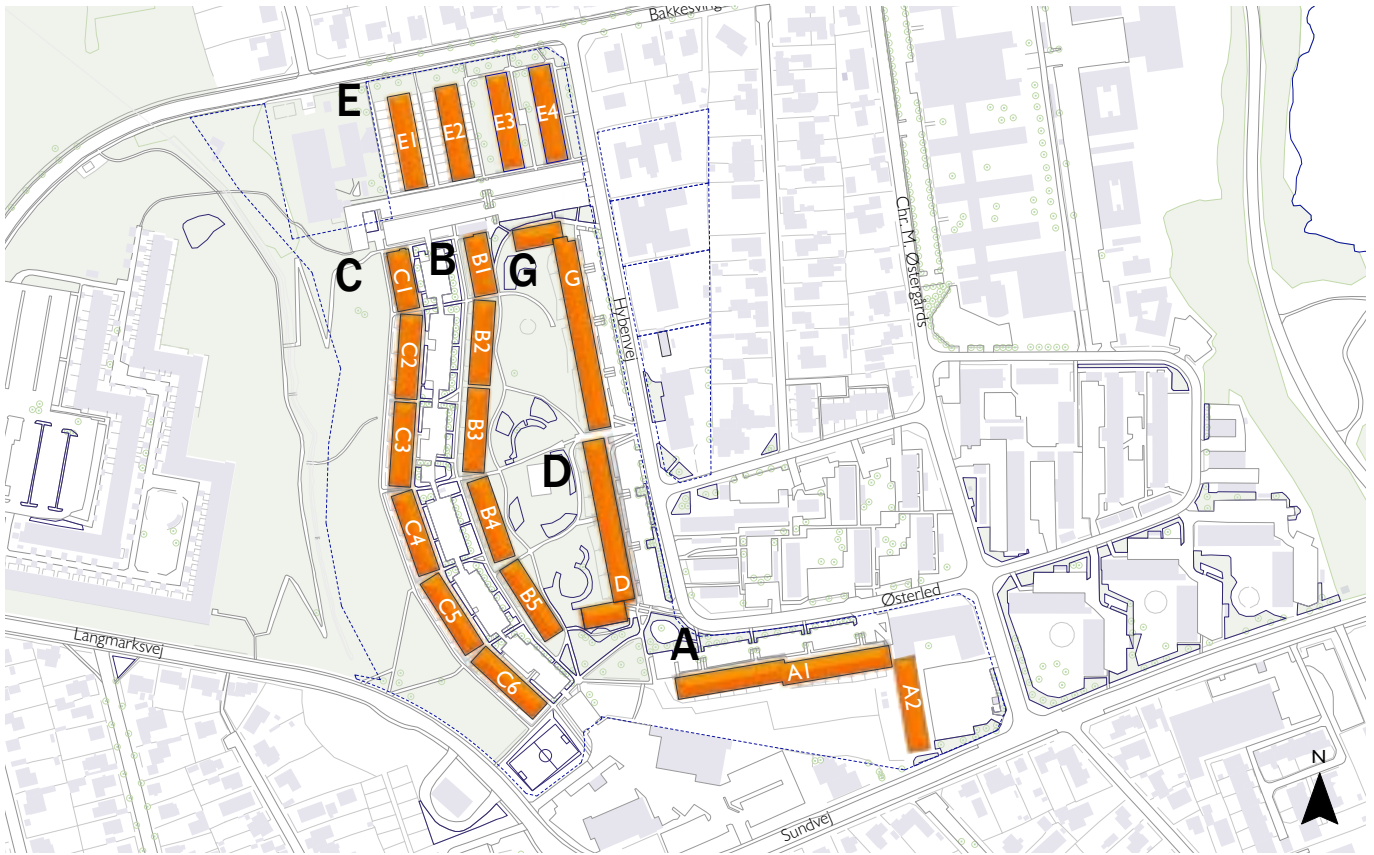 Bakkesving
E
E1
E2
E3
E4
C
B
G
C1
B1
G
Chr. M. Østergårds
Hybenvej
C2
B2
C3
B3
D
C4
B4
C5
B5
D
Østerled
Langmarksvej
A
A1
A2
C6
N
Sundvej